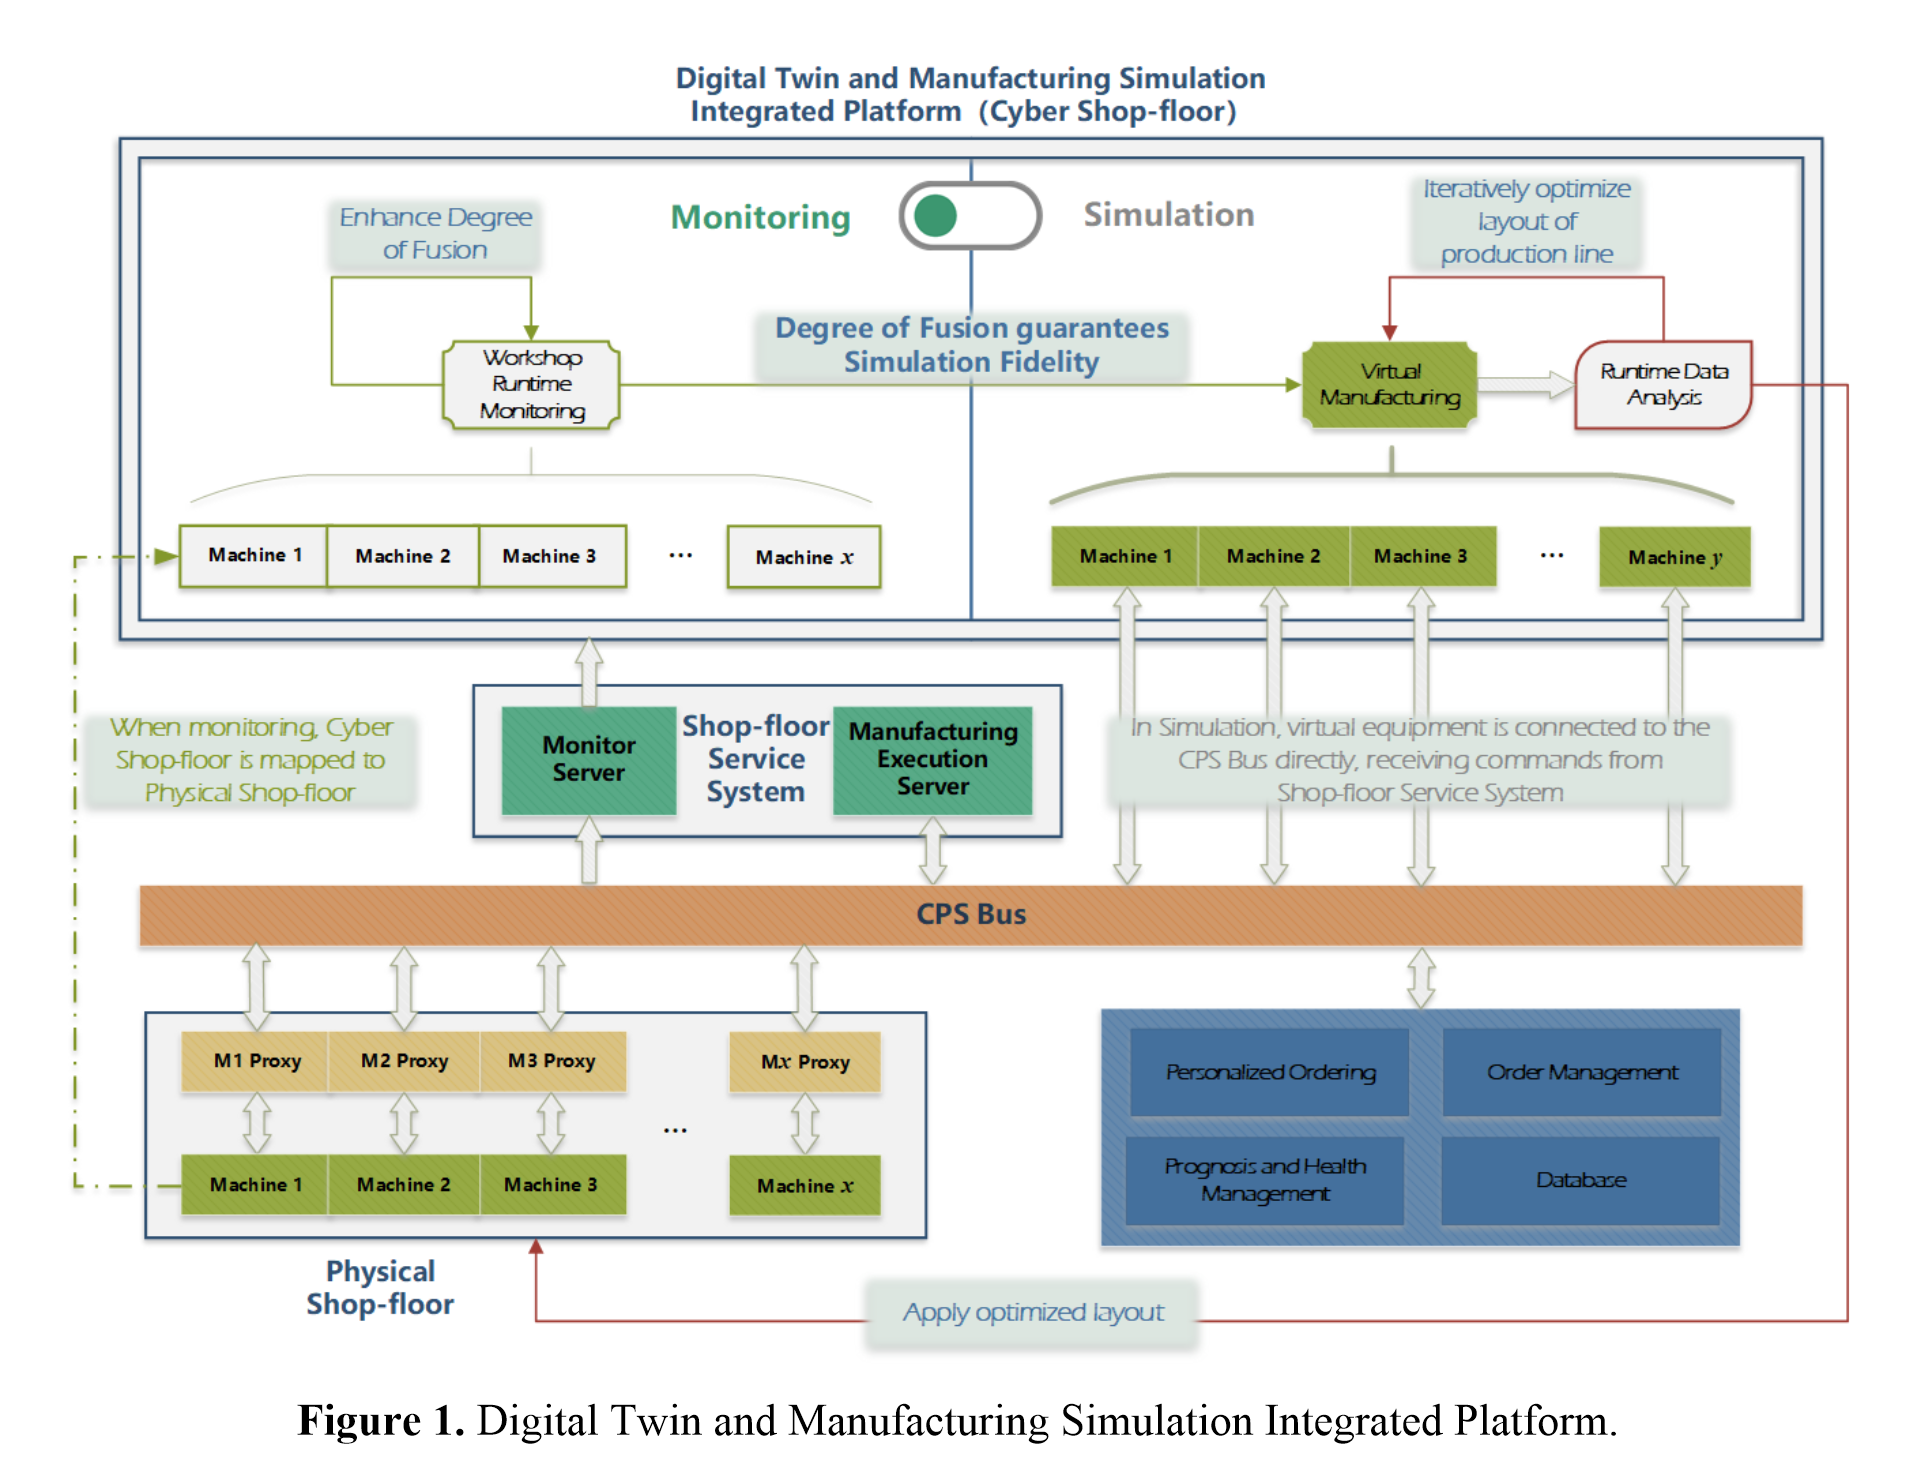 Digital Twin and Manufacturing Simulation
Integrated Platform（Cyber Shop-floor）
Monitoring
Simulation
Enhance Degree
of Fusion
Iteratively optimize
layout of
production line
Degree of Fusion guarantees
Simulation Fidelity
Workshop
Runtime
Monitoring
Virtual
Manufacturing
Runtime Data
Analysis
Machine 1
Machine 2
Machine 3
...
Machine x
Machine 1
Machine 2
Machine 3
...
Machine y
When monitoring, Cyber
Shop-floor is mapped to
Physical Shop-floor
Monitor
Server
Shop-floor
Service
System
Manufacturing
Execution
Server
In Simulation, virtual equipment is connected to the
CPS Bus directly, receiving commands from
Shop-floor Service System
CPS Bus
M1 Proxy
M2 Proxy
M3 Proxy
Mx Proxy
...
Machine 1
Machine 2
Machine 3
Machine x
Personalized Ordering
Order Management
Prognosis and Health
Management
Database
Physical
Shop-floor
Apply optimized layout
Figure 1. Digital Twin and Manufacturing Simulation Integrated Platform.